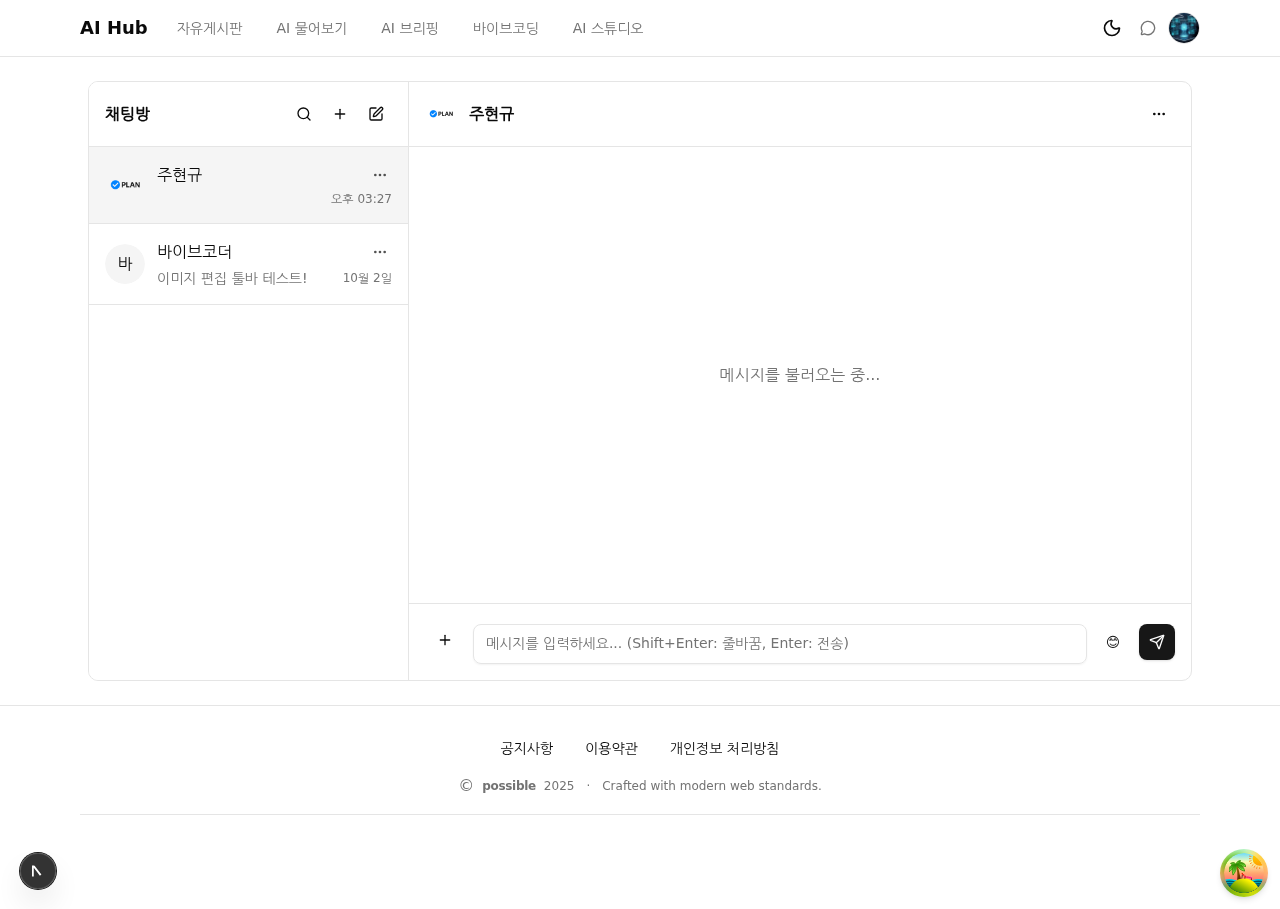 AI Hub 자유게시판 AI 물어보기 AI 브리핑 바이브코딩 AI 스튜디오
채팅방
PLAN 주현규
오후 03:27
바 바이브코더
이미지 편집 툴바 테스트! 10월 2일
PLAN 주현규
메시지를 불러오는 중...
메시지를 입력하세요... (Shift+Enter: 줄바꿈, Enter: 전송)
공지사항 이용약관 개인정보 처리방침
© possible 2025 · Crafted with modern web standards.